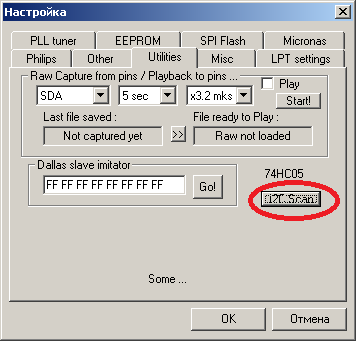 Настройка
PLL tuner EEPROM SPI Flash Micronas
Philips Other Utilities Misc LPT settings
Raw Capture from pins / Playback to pins ...
SDA 5 sec x3.2 mks Play
Start!
Last file saved : File ready to Play :
Not captured yet >> Raw not loaded
Dallas slave imitator
FF FF FF FF FF FF FF FF Go!
74HC05
I2C Scan
Some ...
OK Отмена